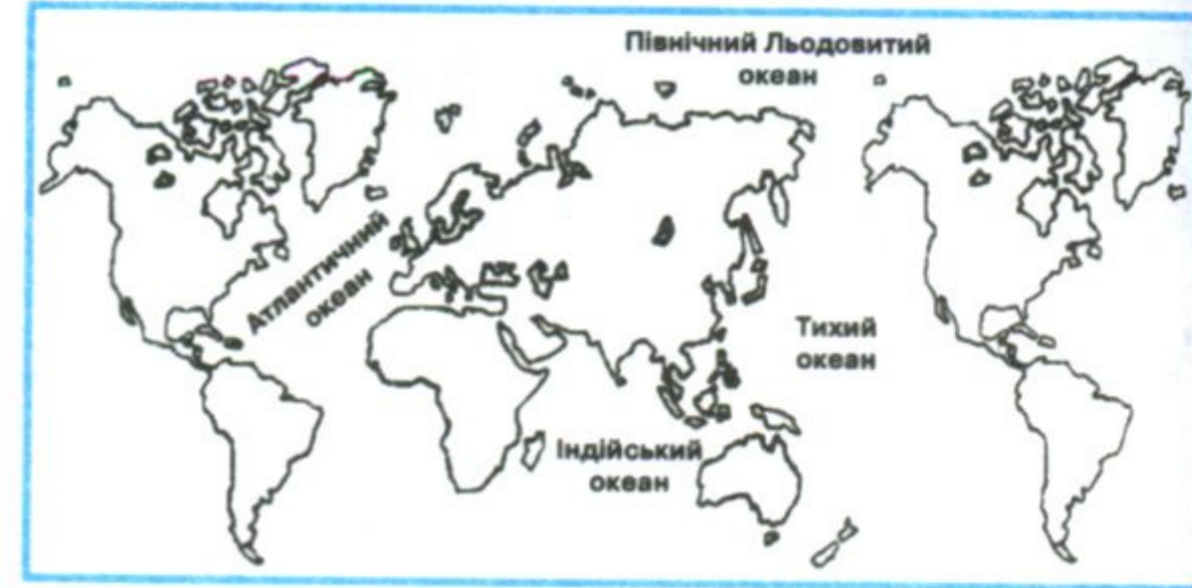 Північний Льодовитий
океан
Атлантичний
океан
Тихий
океан
Індійський
океан